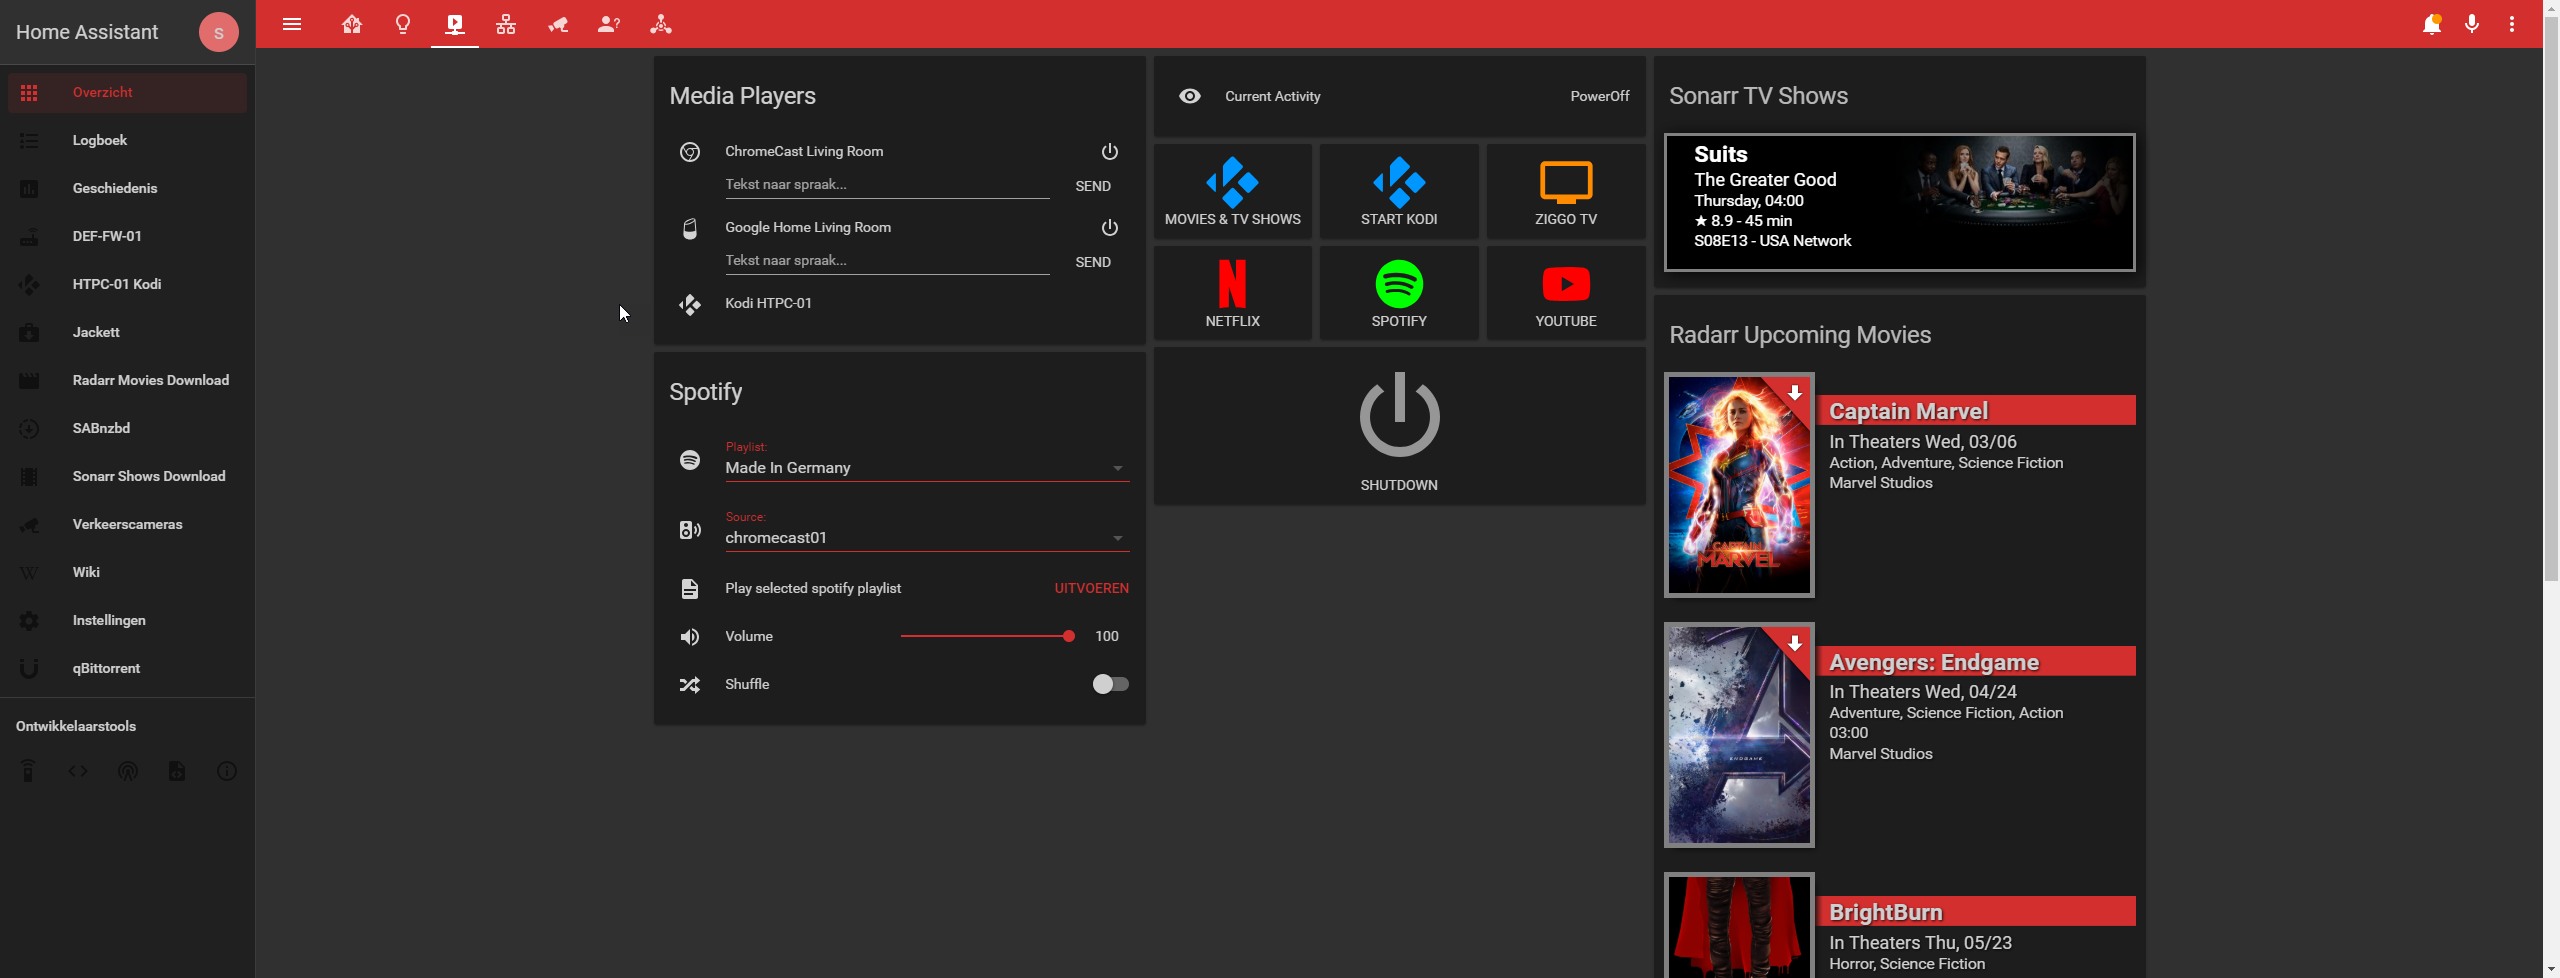 Home Assistant
S
Overzicht
Logboek
Geschiedenis
DEF-FW-01
HTPC-01 Kodi
Jackett
Radarr Movies Download
SABnzbd
Sonarr Shows Download
Verkeerscameras
Wiki
Instellingen
qBittorrent
Ontwikkelaarstools
Media Players
ChromeCast Living Room
Tekst naar spraak...
SEND
Google Home Living Room
Tekst naar spraak...
SEND
Kodi HTPC-01
Spotify
Playlist:
Made In Germany
Source:
chromecast01
Play selected spotify playlist
UITVOEREN
Volume
100
Shuffle
Current Activity
PowerOff
MOVIES & TV SHOWS
START KODI
ZIGGO TV
NETFLIX
SPOTIFY
YOUTUBE
SHUTDOWN
Sonarr TV Shows
Suits
The Greater Good
Thursday, 04:00
★ 8.9 - 45 min
S08E13 - USA Network
Radarr Upcoming Movies
CAPTAIN
MARVEL
Captain Marvel
In Theaters Wed, 03/06
Action, Adventure, Science Fiction
Marvel Studios
ENDGAME
Avengers: Endgame
In Theaters Wed, 04/24
Adventure, Science Fiction, Action
03:00
Marvel Studios
BrightBurn
In Theaters Thu, 05/23
Horror, Science Fiction